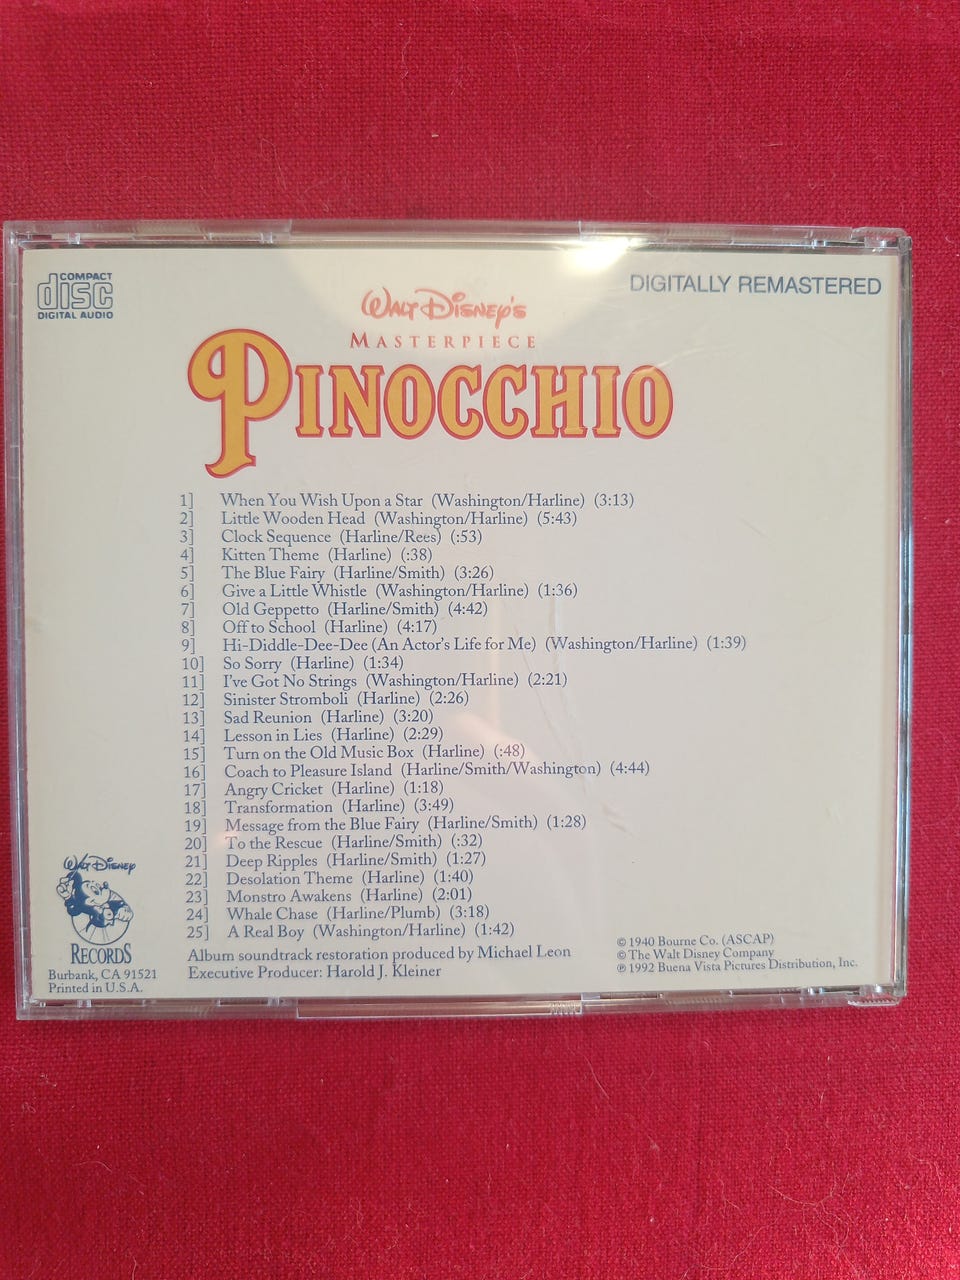 COMPACT
disc
DIGITAL AUDIO
DIGITALLY REMASTERED
WALT DISNEY'S
MASTERPIECE
PINOCCHIO
1] When You Wish Upon a Star (Washington/Harline) (3:13)
2] Little Wooden Head (Washington/Harline) (5:43)
3] Clock Sequence (Harline/Rees) (:53)
4] Kitten Theme (Harline) (:38)
5] The Blue Fairy (Harline/Smith) (3:26)
6] Give a Little Whistle (Washington/Harline) (1:36)
7] Old Geppetto (Harline/Smith) (4:42)
8] Off to School (Harline) (4:17)
9] Hi-Diddle-Dee-Dee (An Actor's Life for Me) (Washington/Harline) (1:39)
10] So Sorry (Harline) (1:34)
11] I've Got No Strings (Washington/Harline) (2:21)
12] Sinister Stromboli (Harline) (2:26)
13] Sad Reunion (Harline) (3:20)
14] Lesson in Lies (Harline) (2:29)
15] Turn on the Old Music Box (Harline) (:48)
16] Coach to Pleasure Island (Harline/Smith/Washington) (4:44)
17] Angry Cricket (Harline) (1:18)
18] Transformation (Harline) (3:49)
19] Message from the Blue Fairy (Harline/Smith) (1:28)
20] To the Rescue (Harline/Smith) (:32)
21] Deep Ripples (Harline/Smith) (1:27)
22] Desolation Theme (Harline) (1:40)
23] Monstro Awakens (Harline) (2:01)
24] Whale Chase (Harline/Plumb) (3:18)
25] A Real Boy (Washington/Harline) (1:42)
Album soundtrack restoration produced by Michael Leon
Executive Producer: Harold J. Kleiner
WALT DISNEY
RECORDS
Burbank, CA 91521
Printed in U.S.A.
© 1940 Bourne Co. (ASCAP)
© The Walt Disney Company
℗ 1992 Buena Vista Pictures Distribution, Inc.